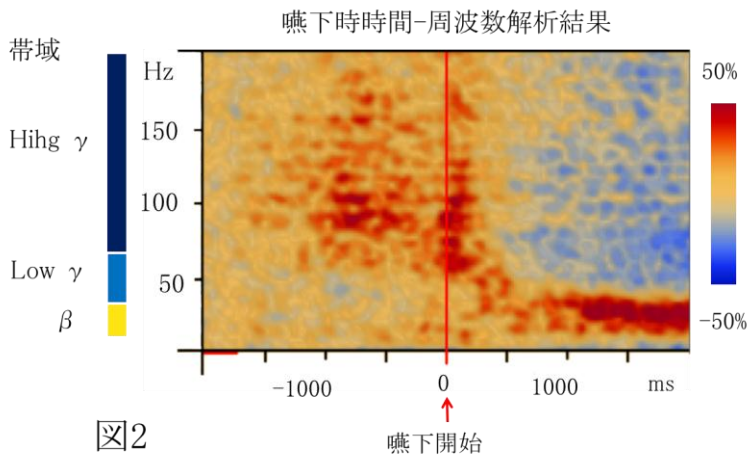 嚥下時時間-周波数解析結果
帯域
Hz
50%
Hihg γ
150
100
Low γ
50
β
-50%
-1000
0
1000
ms
図2
嚥下開始